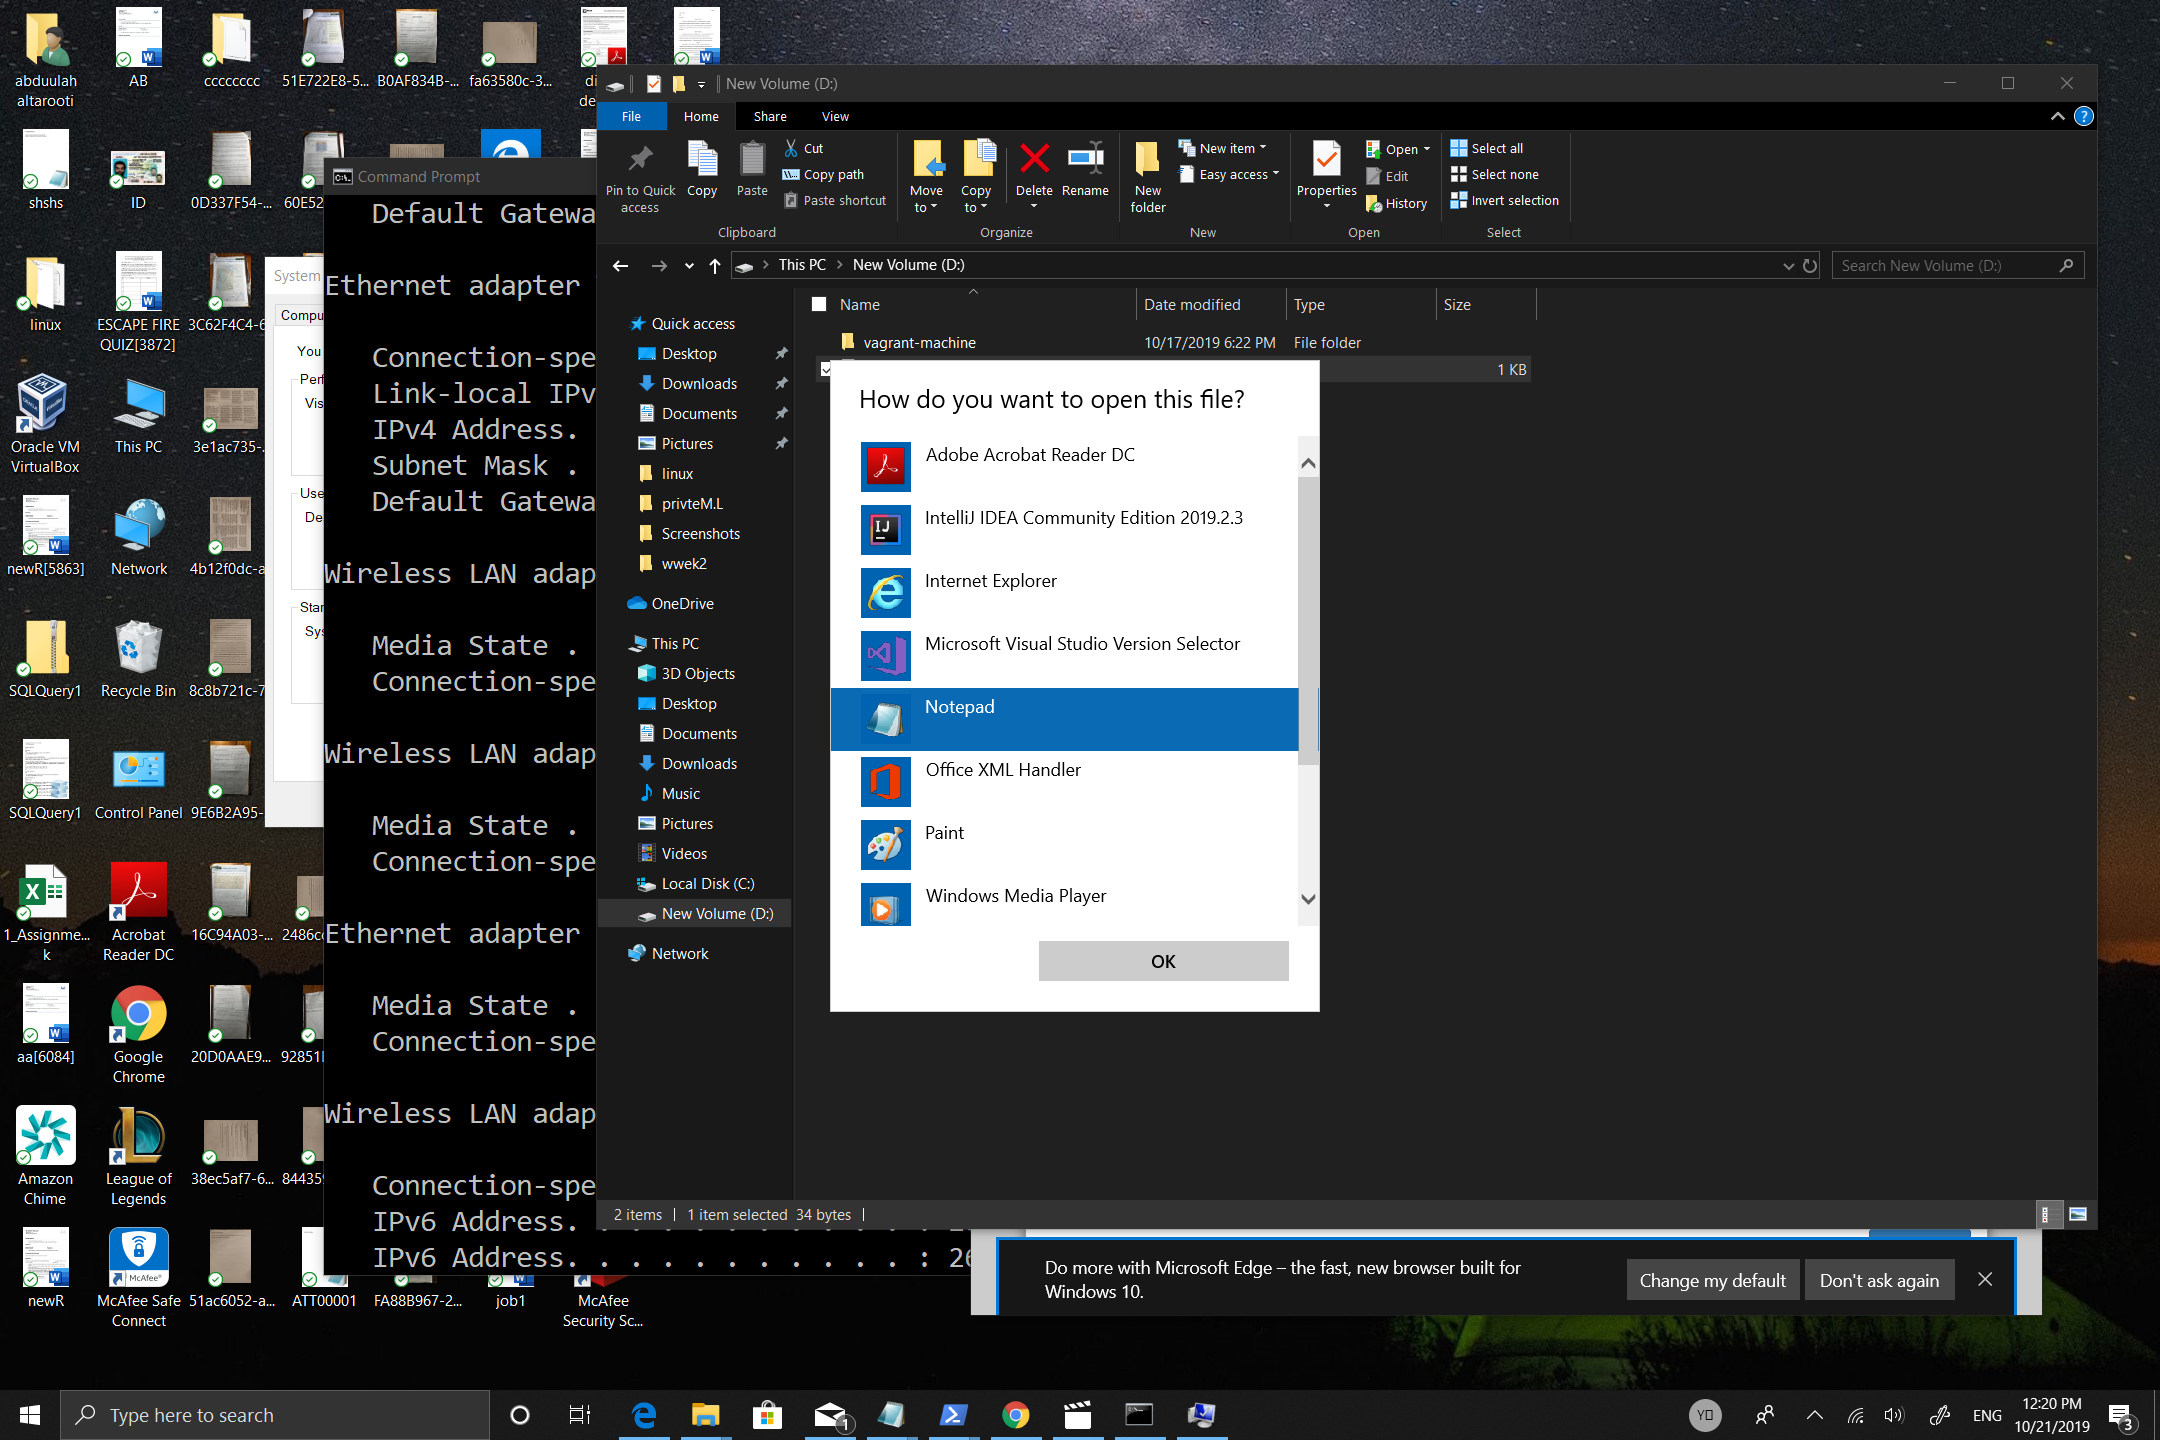 abduulah
altarooti
AB
cccccccc
51E722E8-5...
B0AF834B-...
fa63580c-3...
di
de
shshs
ID
0D337F54-...
60E52
linux
ESCAPE FIRE
QUIZ[3872]
3C62F4C4-6
Oracle VM
VirtualBox
This PC
3e1ac735-.
newR[5863]
Network
4b12f0dc-a
SQLQuery1
Recycle Bin
8c8b721c-7
SQLQuery1
Control Panel
9E6B2A95-
1_Assignme...
k
Acrobat
Reader DC
16C94A03-...
2486c
aa[6084]
Google
Chrome
20D0AAE9...
92851
Amazon
Chime
League of
Legends
38ec5af7-6...
84435
newR
McAfee Safe
Connect
51ac6052-a...
ATT00001
FA88B967-2...
job1
McAfee
Security Sc...
System
Compu
You
Perf
Vis
Use
De
Star
Sys
Command Prompt
Default Gatewa
Ethernet adapter
Connection-spe
Link-local IPv
IPv4 Address.
Subnet Mask .
Default Gatewa
Wireless LAN adap
Media State .
Connection-spe
Wireless LAN adap
Media State .
Connection-spe
Ethernet adapter
Media State .
Connection-spe
Wireless LAN adap
Connection-spe
IPv6 Address. . . . . . . . . . . : 2
IPv6 Address. . . . . . . . . . . : 26
New Volume (D:)
File Home Share View
Pin to Quick
access
Copy
Paste
Cut
Copy path
Paste shortcut
Clipboard
Move
to
Copy
to
Delete
Rename
Organize
New
folder
New item
Easy access
New
Properties
Open
Edit
History
Open
Select all
Select none
Invert selection
Select
This PC New Volume (D:)
Search New Volume (D:)
Name Date modified Type Size
vagrant-machine 10/17/2019 6:22 PM File folder
1 KB
Quick access
Desktop
Downloads
Documents
Pictures
linux
privteM.L
Screenshots
wwek2
OneDrive
This PC
3D Objects
Desktop
Documents
Downloads
Music
Pictures
Videos
Local Disk (C:)
New Volume (D:)
Network
2 items 1 item selected 34 bytes
How do you want to open this file?
Adobe Acrobat Reader DC
IntelliJ IDEA Community Edition 2019.2.3
Internet Explorer
Microsoft Visual Studio Version Selector
Notepad
Office XML Handler
Paint
Windows Media Player
OK
Do more with Microsoft Edge – the fast, new browser built for
Windows 10.
Change my default
Don't ask again
Type here to search
1
ENG
12:20 PM
10/21/2019
3